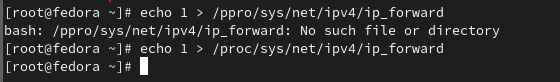 [root@fedora ~]# echo 1 > /ppro/sys/net/ipv4/ip_forward
bash: /ppro/sys/net/ipv4/ip_forward: No such file or directory
[root@fedora ~]# echo 1 > /proc/sys/net/ipv4/ip_forward
[root@fedora ~]#